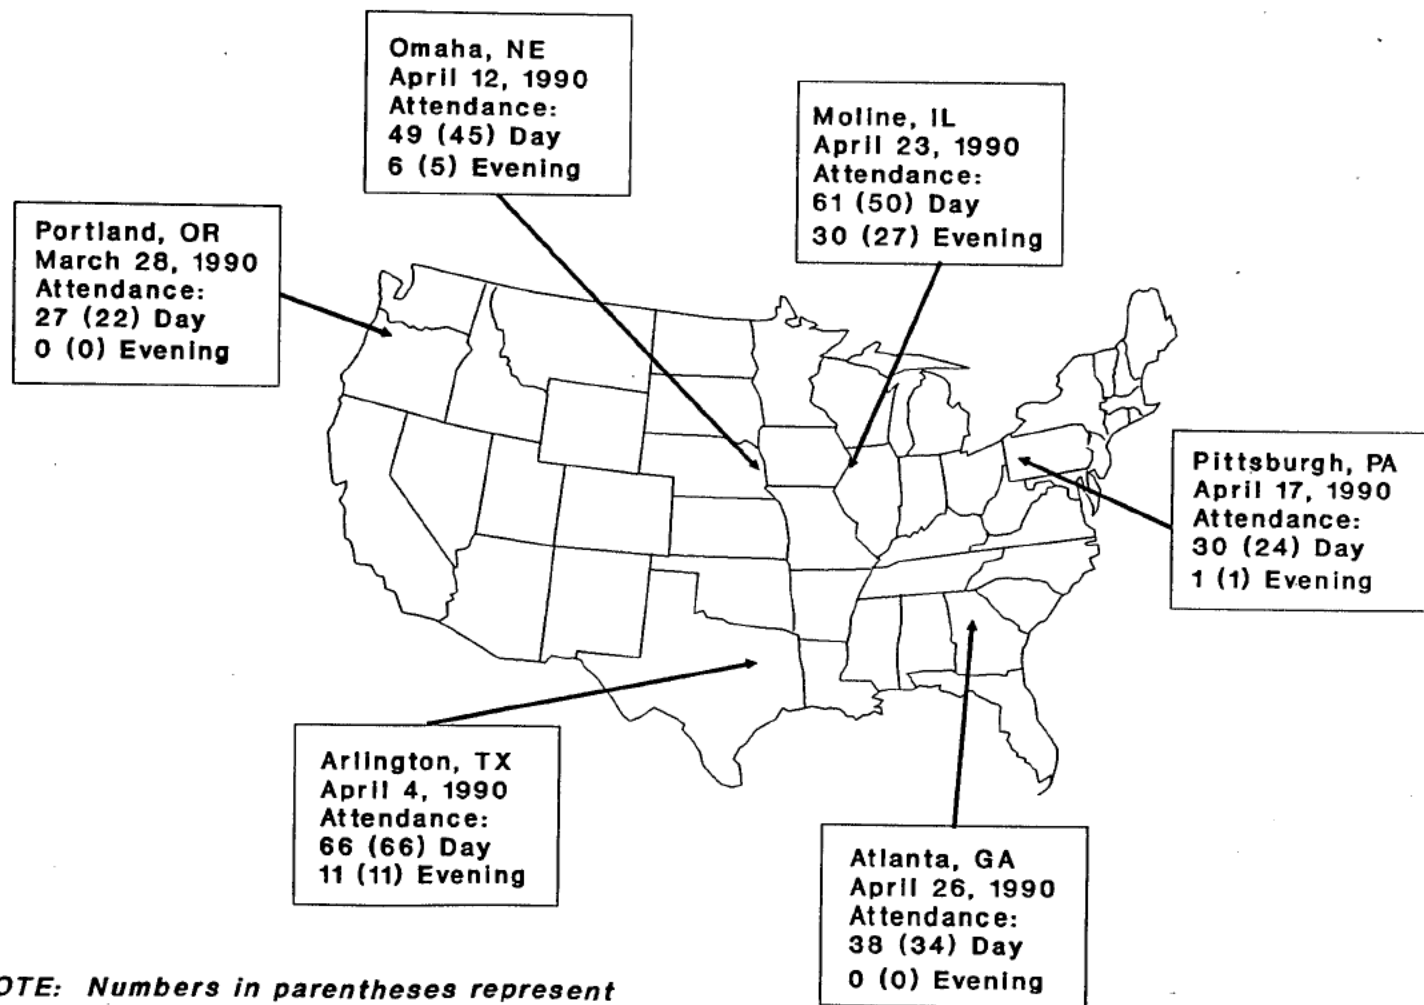 Omaha, NE
April 12, 1990
Attendance:
49 (45) Day
6 (5) Evening
Moline, IL
April 23, 1990
Attendance:
61 (50) Day
30 (27) Evening
Portland, OR
March 28, 1990
Attendance:
27 (22) Day
0 (0) Evening
Pittsburgh, PA
April 17, 1990
Attendance:
30 (24) Day
1 (1) Evening
Arlington, TX
April 4, 1990
Attendance:
66 (66) Day
11 (11) Evening
Atlanta, GA
April 26, 1990
Attendance:
38 (34) Day
0 (0) Evening
OTE: Numbers in parentheses represent